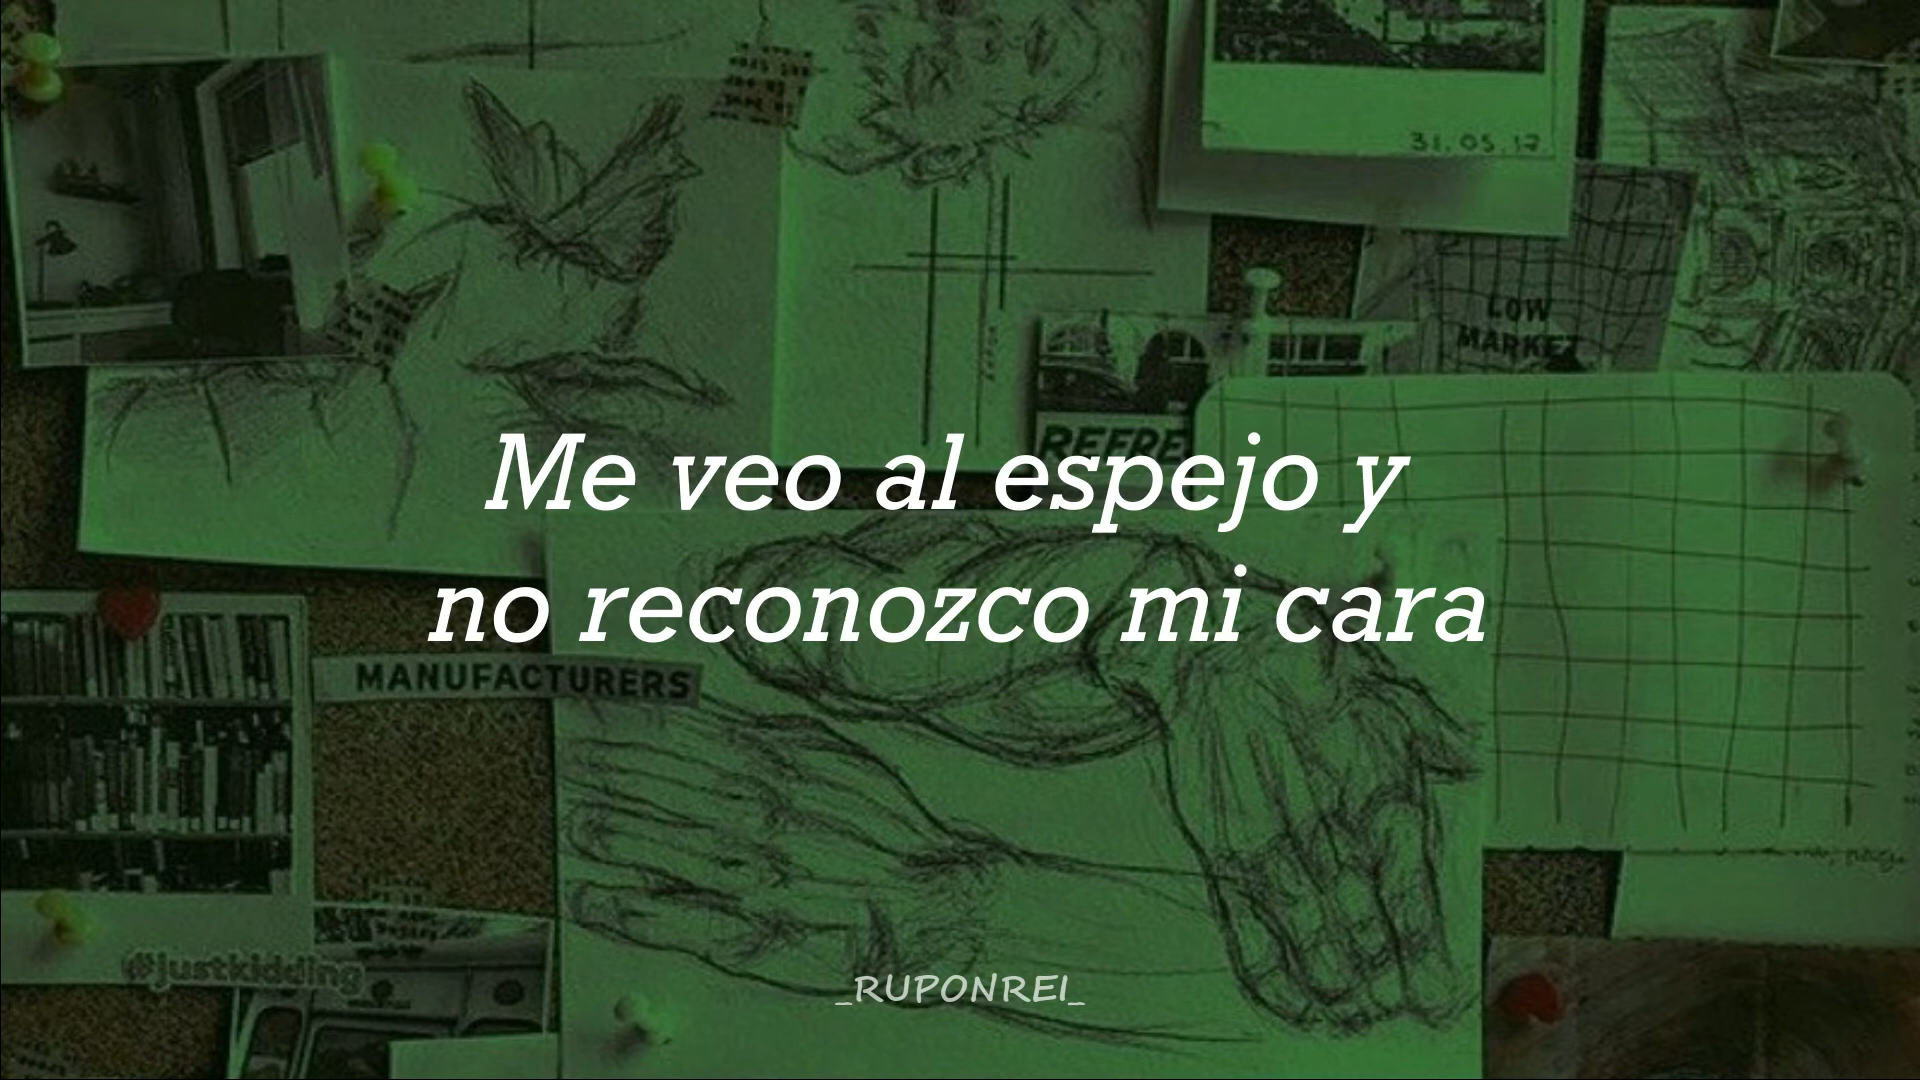 31.05.17
LOW
MARKET
REFRE
Me veo al espejo y
no reconozco mi cara
MANUFACTURERS
#justkidding
_RUPONREI_